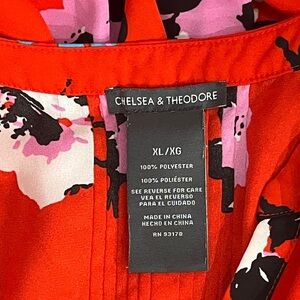 CHELSEA & THEODORE
XL/XG
100% POLYESTER
100% POLIÉSTER
SEE REVERSE FOR CARE
VEA EL REVERSO
PARA EL CUIDADO
MADE IN CHINA
HECHO EN CHINA
RN 93170